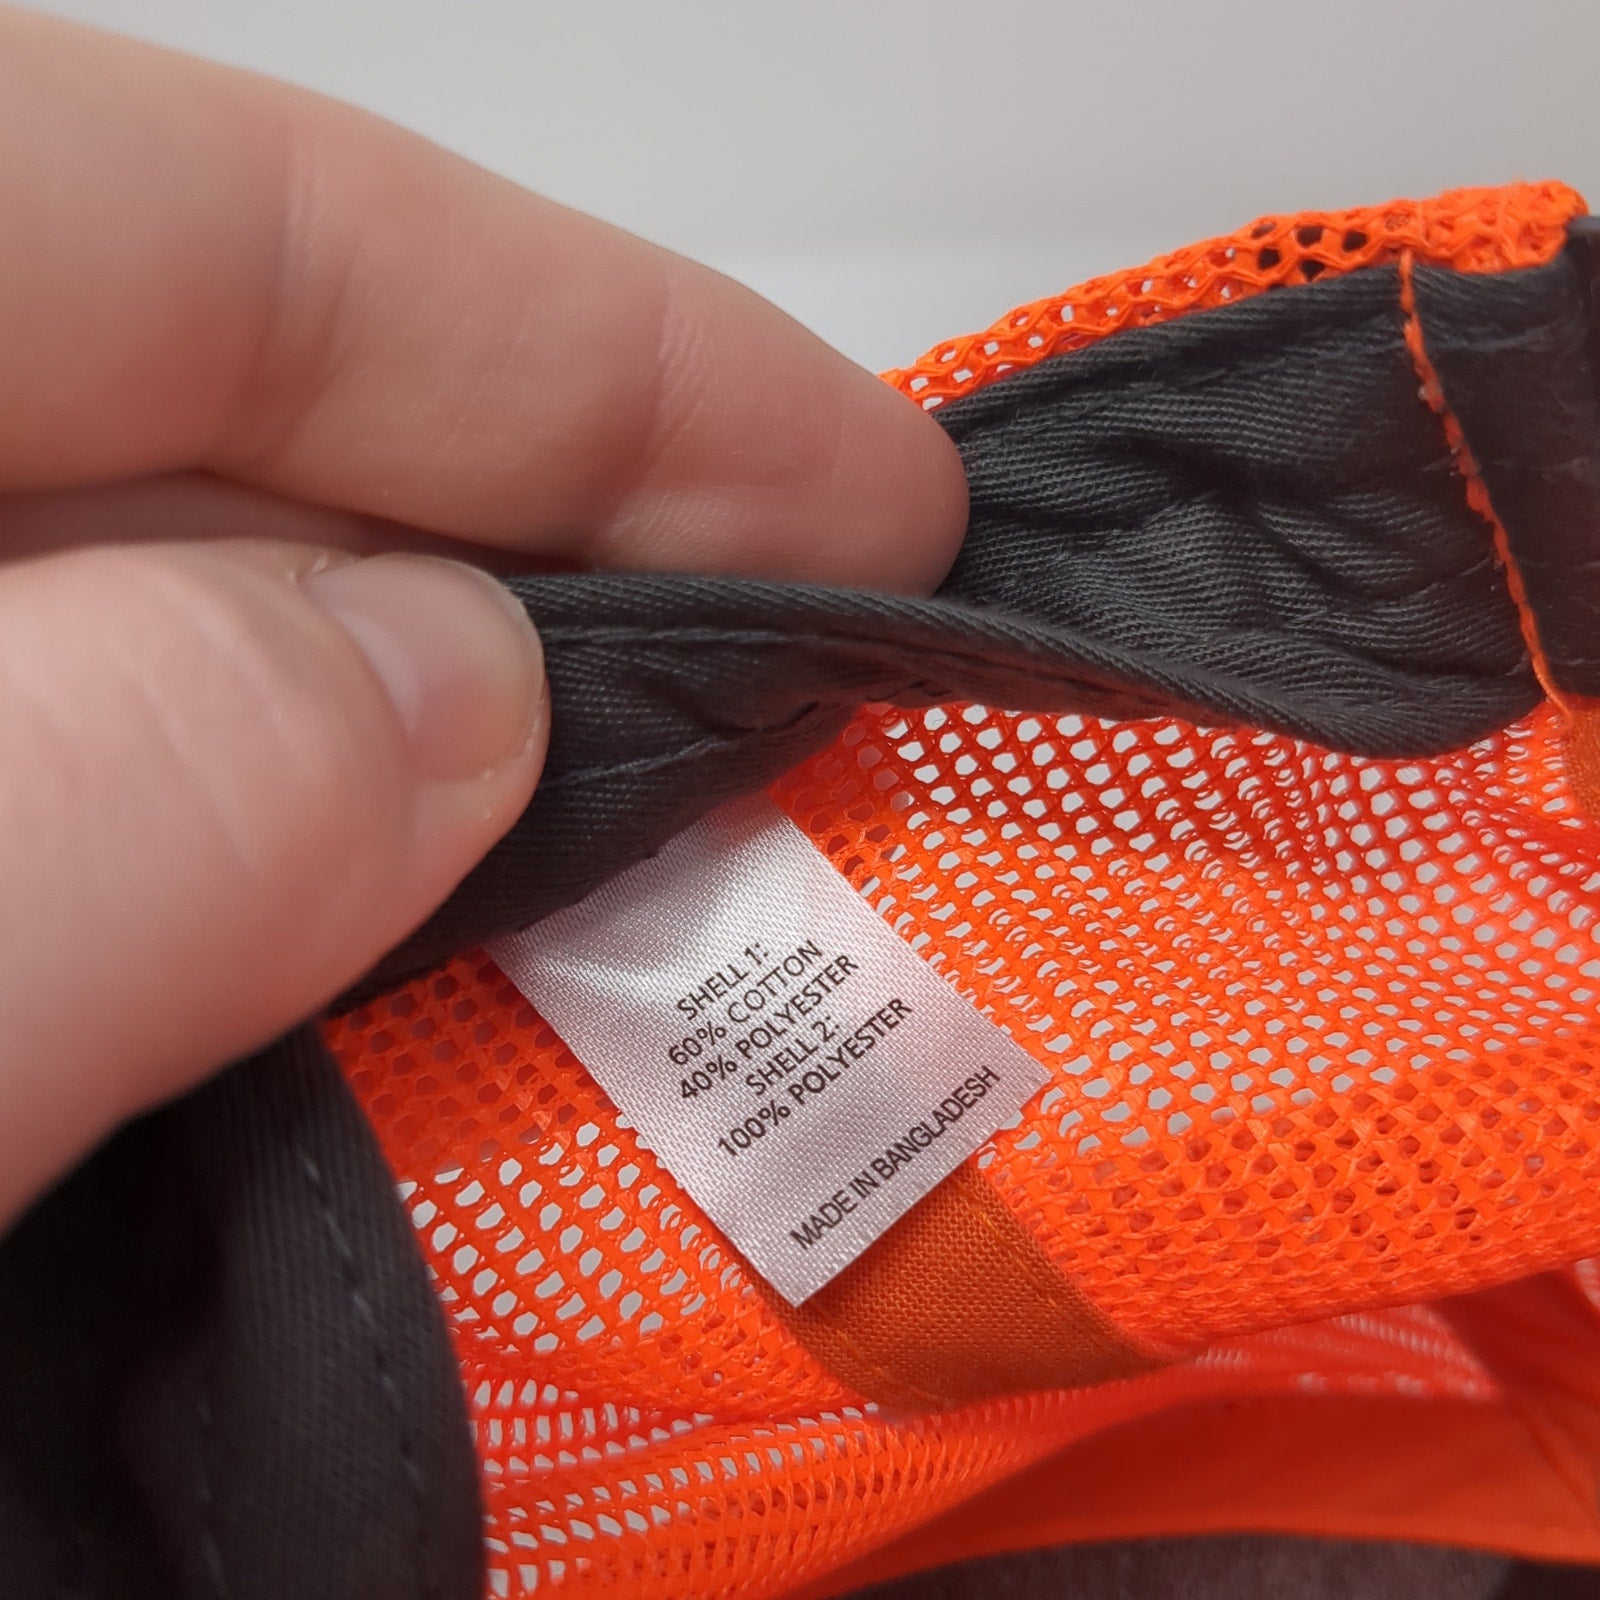 SHELL 1:
60% COTTON
40% POLYESTER
SHELL 2:
100% POLYESTER
MADE IN BANGLADESH